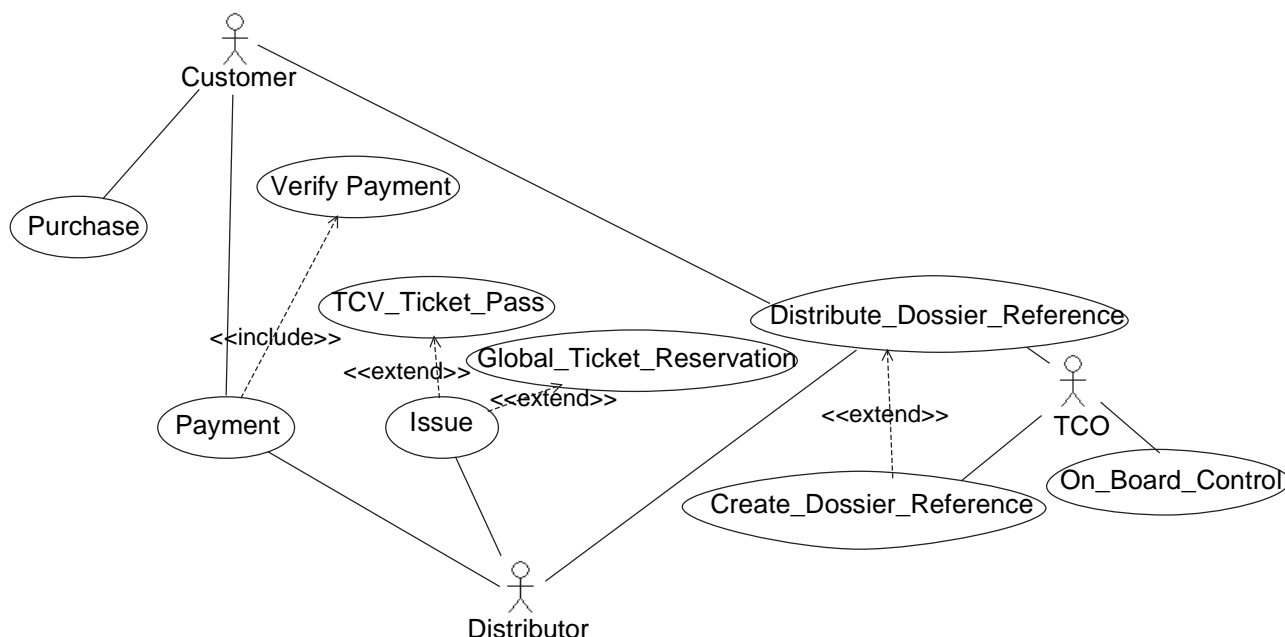 Customer
Verify Payment
Purchase
TCV_Ticket_Pass
Distribute_Dossier_Reference
<<include>>
Global_Ticket_Reservation
<<extend>>
<<extend>>
<<extend>>
Payment
Issue
TCO
On_Board_Control
Create_Dossier_Reference
Distributor